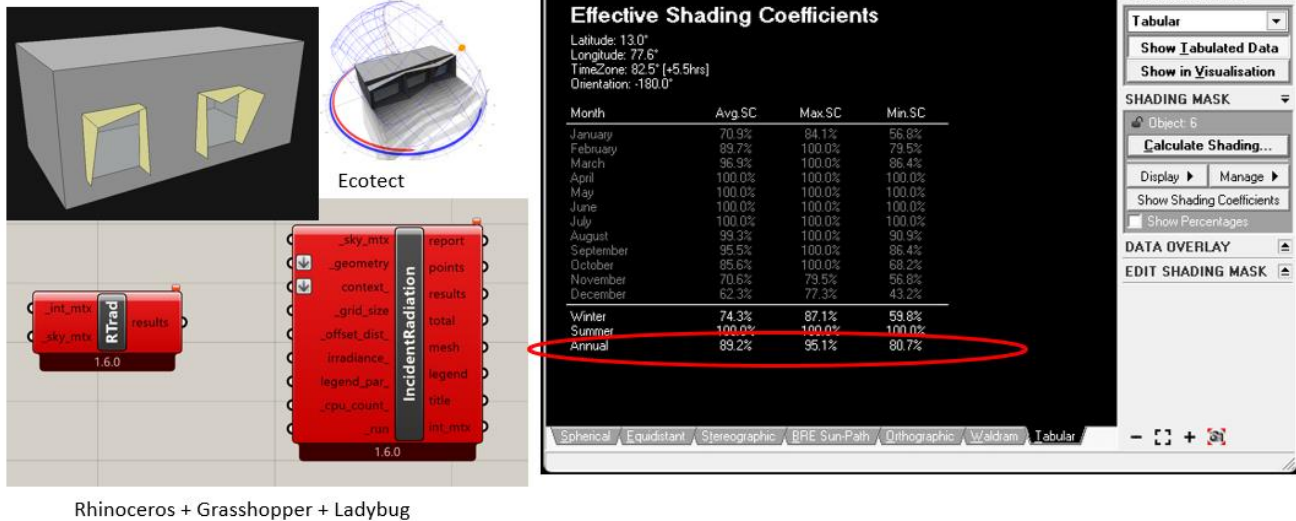 Ecotect
_int_mtx
_sky_mtx
RTrad
results
1.6.0
_sky_mtx
_geometry
context_
_grid_size
_offset_dist_
irradiance_
legend_par_
_cpu_count_
_run
IncidentRadiation
report
points
results
total
mesh
legend
title
int_mtx
1.6.0
Rhinoceros + Grasshopper + Ladybug
Effective Shading Coefficients
Latitude: 13.0°
Longitude: 77.6°
TimeZone: 82.5° [+5.5hrs]
Orientation: -180.0°
Month Avg.SC Max.SC Min.SC
January 70.9% 84.1% 56.8%
February 89.7% 100.0% 79.5%
March 96.9% 100.0% 86.4%
April 100.0% 100.0% 100.0%
May 100.0% 100.0% 100.0%
June 100.0% 100.0% 100.0%
July 100.0% 100.0% 100.0%
August 99.3% 100.0% 90.9%
September 95.5% 100.0% 86.4%
October 85.6% 100.0% 68.2%
November 70.6% 79.5% 56.8%
December 62.3% 77.3% 43.2%
Winter 74.3% 87.1% 59.8%
Summer 100.0% 100.0% 100.0%
Annual 89.2% 95.1% 80.7%
Spherical Equidistant Stereographic BRE Sun-Path Orthographic Waldram Tabular
Tabular
Show Tabulated Data
Show in Visualisation
SHADING MASK
Object: 6
Calculate Shading...
Display Manage
Show Shading Coefficients
Show Percentages
DATA OVERLAY
EDIT SHADING MASK